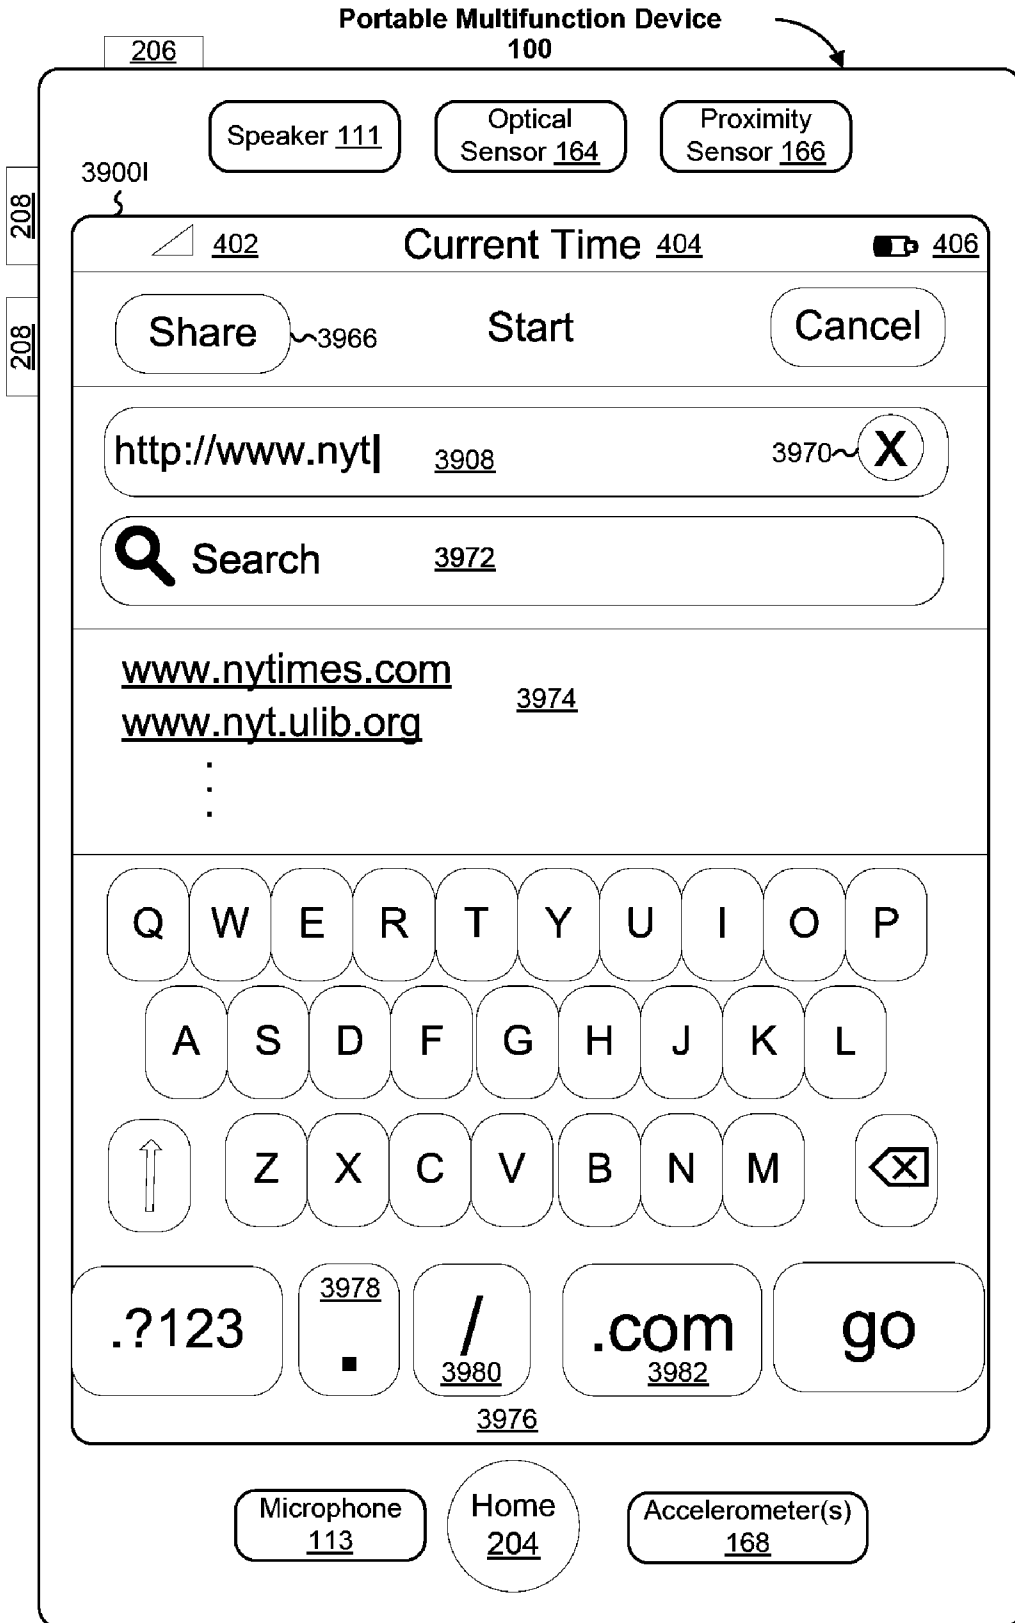 Portable Multifunction Device
100
206
Speaker 111
Optical
Sensor 164
Proximity
Sensor 166
3900I
208
208
402
Current Time 404
406
Share
3966
Start
Cancel
http://www.nyt
3908
3970
X
Search
3972
www.nytimes.com
www.nyt.ulib.org
3974
.
.
.
Q W E R T Y U I O P
A S D F G H J K L
Z X C V B N M
.?123
3978
.
/
3980
.com
3982
go
3976
Microphone
113
Home
204
Accelerometer(s)
168